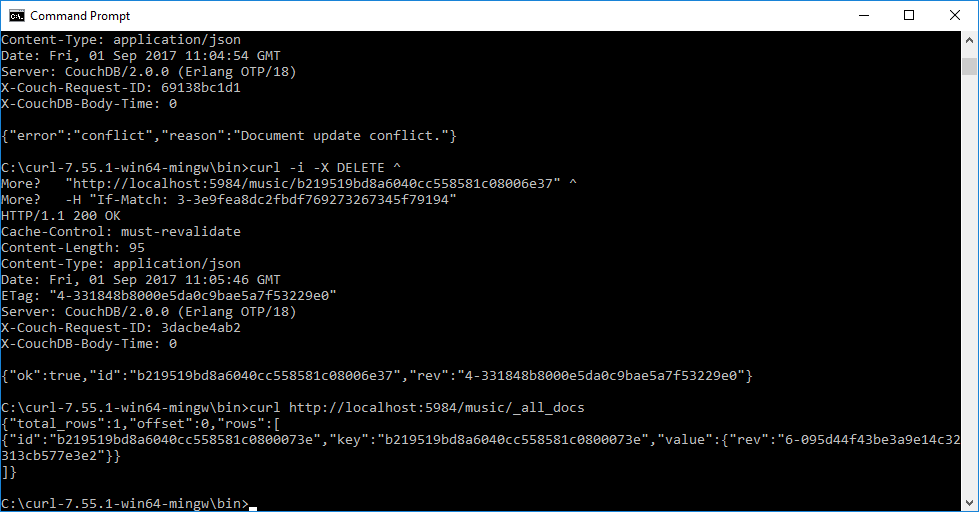 Command Prompt
Content-Type: application/json
Date: Fri, 01 Sep 2017 11:04:54 GMT
Server: CouchDB/2.0.0 (Erlang OTP/18)
X-Couch-Request-ID: 69138bc1d1
X-CouchDB-Body-Time: 0
{"error":"conflict","reason":"Document update conflict."}
C:\curl-7.55.1-win64-mingw\bin>curl -i -X DELETE ^
More?   "http://localhost:5984/music/b219519bd8a6040cc558581c08006e37" ^
More?   -H "If-Match: 3-3e9fea8dc2fbdf769273267345f79194"
HTTP/1.1 200 OK
Cache-Control: must-revalidate
Content-Length: 95
Content-Type: application/json
Date: Fri, 01 Sep 2017 11:05:46 GMT
ETag: "4-331848b8000e5da0c9bae5a7f53229e0"
Server: CouchDB/2.0.0 (Erlang OTP/18)
X-Couch-Request-ID: 3dacbe4ab2
X-CouchDB-Body-Time: 0
{"ok":true,"id":"b219519bd8a6040cc558581c08006e37","rev":"4-331848b8000e5da0c9bae5a7f53229e0"}
C:\curl-7.55.1-win64-mingw\bin>curl http://localhost:5984/music/_all_docs
{"total_rows":1,"offset":0,"rows":[
{"id":"b219519bd8a6040cc558581c0800073e","key":"b219519bd8a6040cc558581c0800073e","value":{"rev":"6-095d44f43be3a9e14c32
313cb577e3e2"}}
]}
C:\curl-7.55.1-win64-mingw\bin>